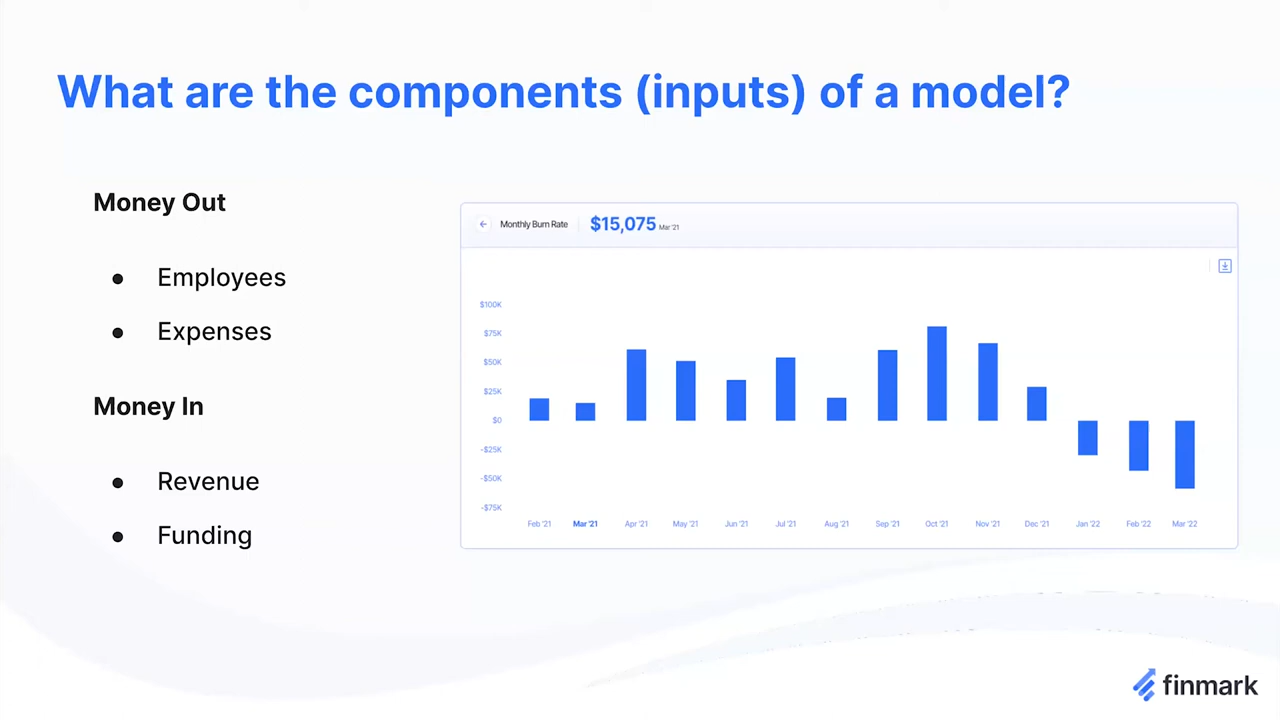 What are the components (inputs) of a model?
Money Out
● Employees
● Expenses
Money In
● Revenue
● Funding
Monthly Burn Rate $15,075 Mar '21
$100K
$75K
$50K
$25K
$0
-$25K
-$50K
-$75K
Feb '21 Mar '21 Apr '21 May '21 Jun '21 Jul '21 Aug '21 Sep '21 Oct '21 Nov '21 Dec '21 Jan '22 Feb '22 Mar '22
finmark